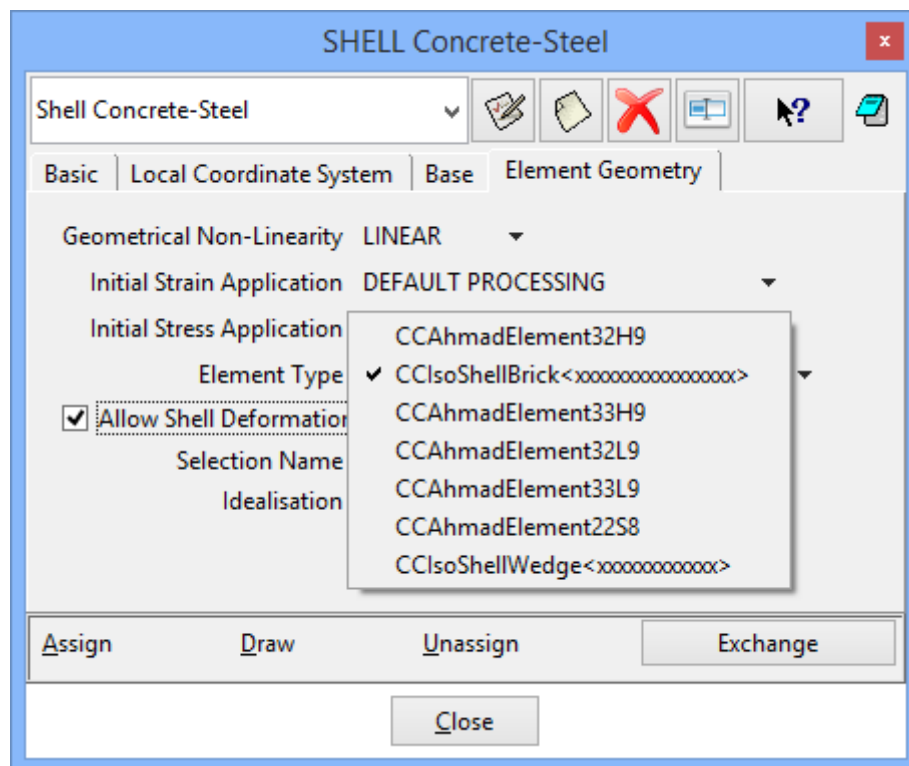 SHELL Concrete-Steel
x
Shell Concrete-Steel
?
Basic Local Coordinate System Base Element Geometry
Geometrical Non-Linearity LINEAR
Initial Strain Application DEFAULT PROCESSING
Initial Stress Application
CCAhmadElement32H9
Element Type ✔ CCIsoShellBrick<xxxxxxxxxxxxxxxx>
Allow Shell Deformation
CCAhmadElement33H9
CCAhmadElement32L9
Selection Name
CCAhmadElement33L9
Idealisation
CCAhmadElement22S8
CCIsoShellWedge<xxxxxxxxxxxx>
Assign Draw Unassign Exchange
Close